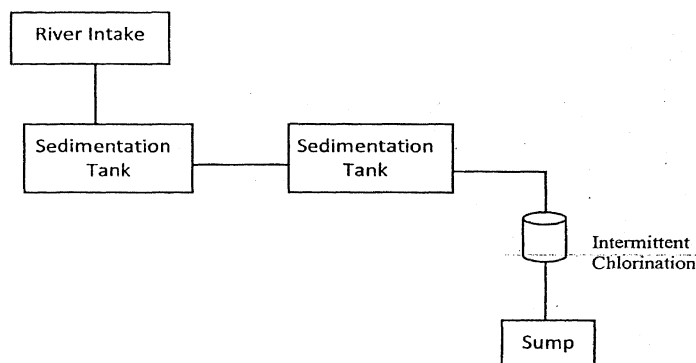 River Intake
Sedimentation
Tank
Sedimentation
Tank
Intermittent
Chlorination
Sump